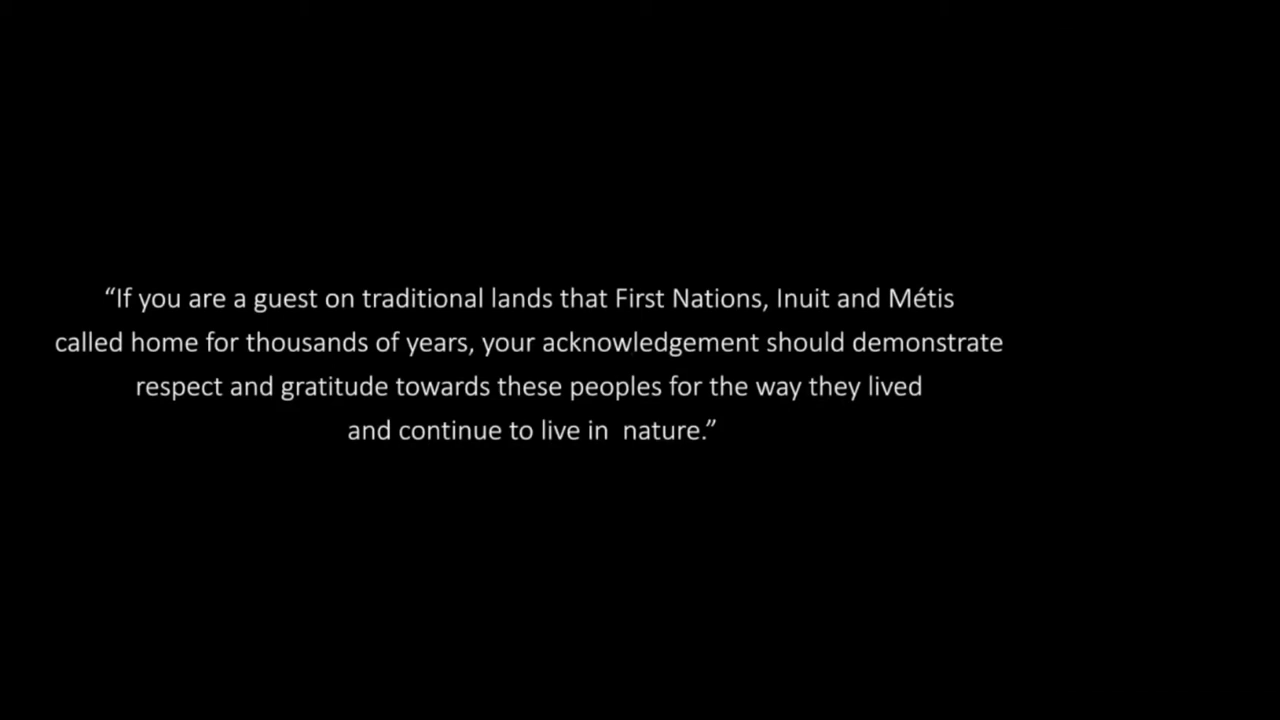 “If you are a guest on traditional lands that First Nations, Inuit and Métis
called home for thousands of years, your acknowledgement should demonstrate
respect and gratitude towards these peoples for the way they lived
and continue to live in  nature.”